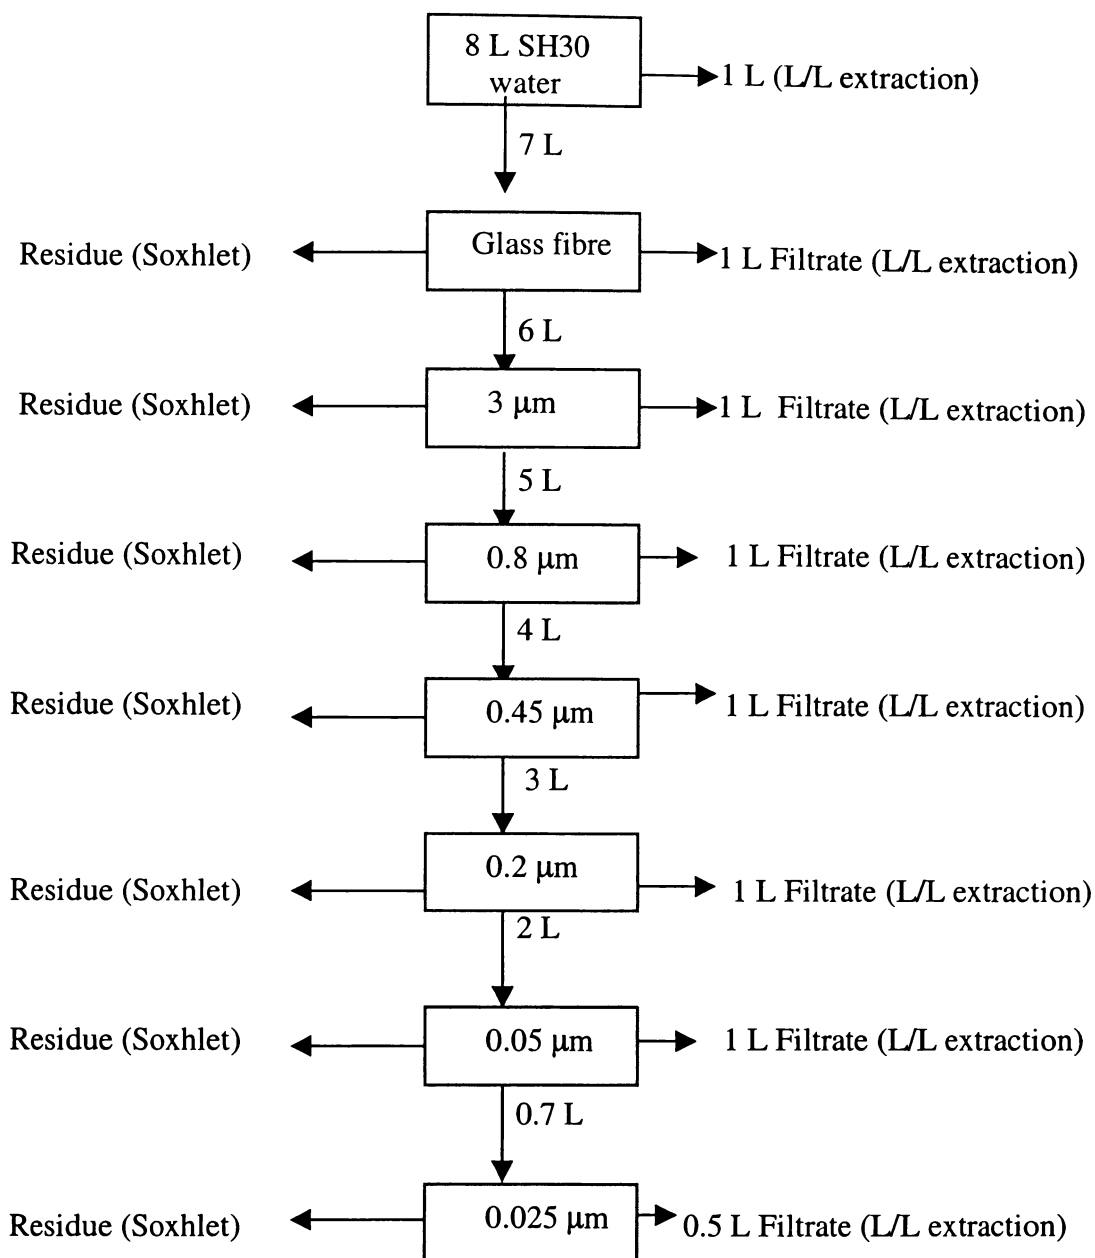 8 L SH30
water
1 L (L/L extraction)
7 L
Residue (Soxhlet)
Glass fibre
1 L Filtrate (L/L extraction)
6 L
Residue (Soxhlet)
3 μm
1 L Filtrate (L/L extraction)
5 L
Residue (Soxhlet)
0.8 μm
1 L Filtrate (L/L extraction)
4 L
Residue (Soxhlet)
0.45 μm
1 L Filtrate (L/L extraction)
3 L
Residue (Soxhlet)
0.2 μm
1 L Filtrate (L/L extraction)
2 L
Residue (Soxhlet)
0.05 μm
1 L Filtrate (L/L extraction)
0.7 L
Residue (Soxhlet)
0.025 μm
0.5 L Filtrate (L/L extraction)